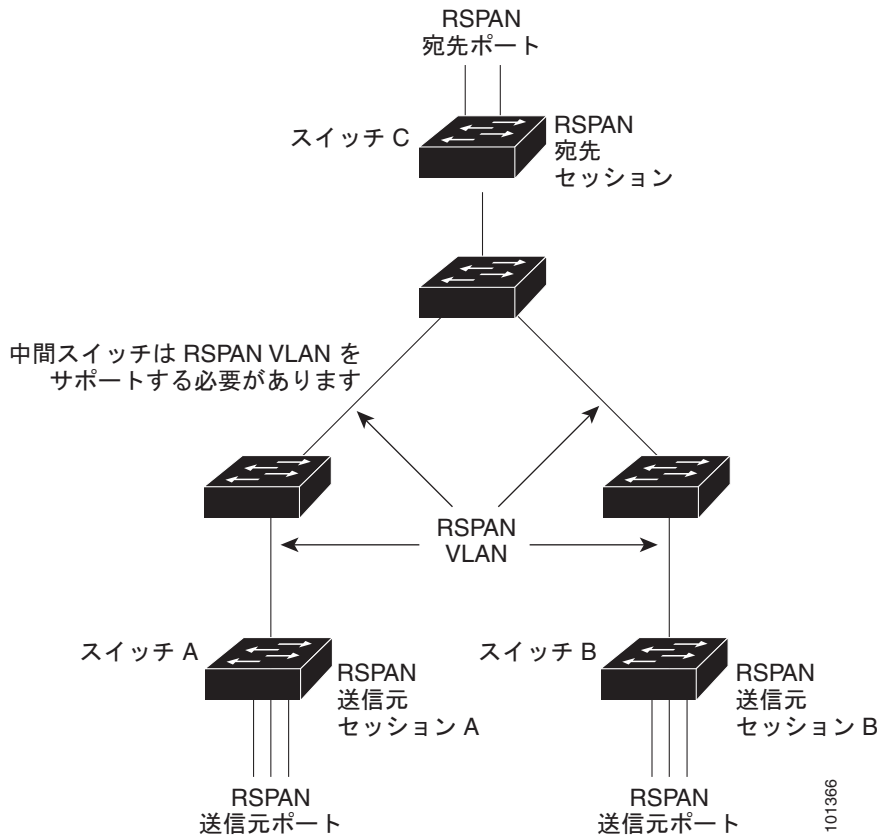 RSPAN
宛先ポート
スイッチ C
RSPAN
宛先
セッション
中間スイッチは RSPAN VLAN を
サポートする必要があります
RSPAN
VLAN
スイッチ A
RSPAN
送信元
セッション A
スイッチ B
RSPAN
送信元
セッション B
RSPAN
送信元ポート
RSPAN
送信元ポート
101366